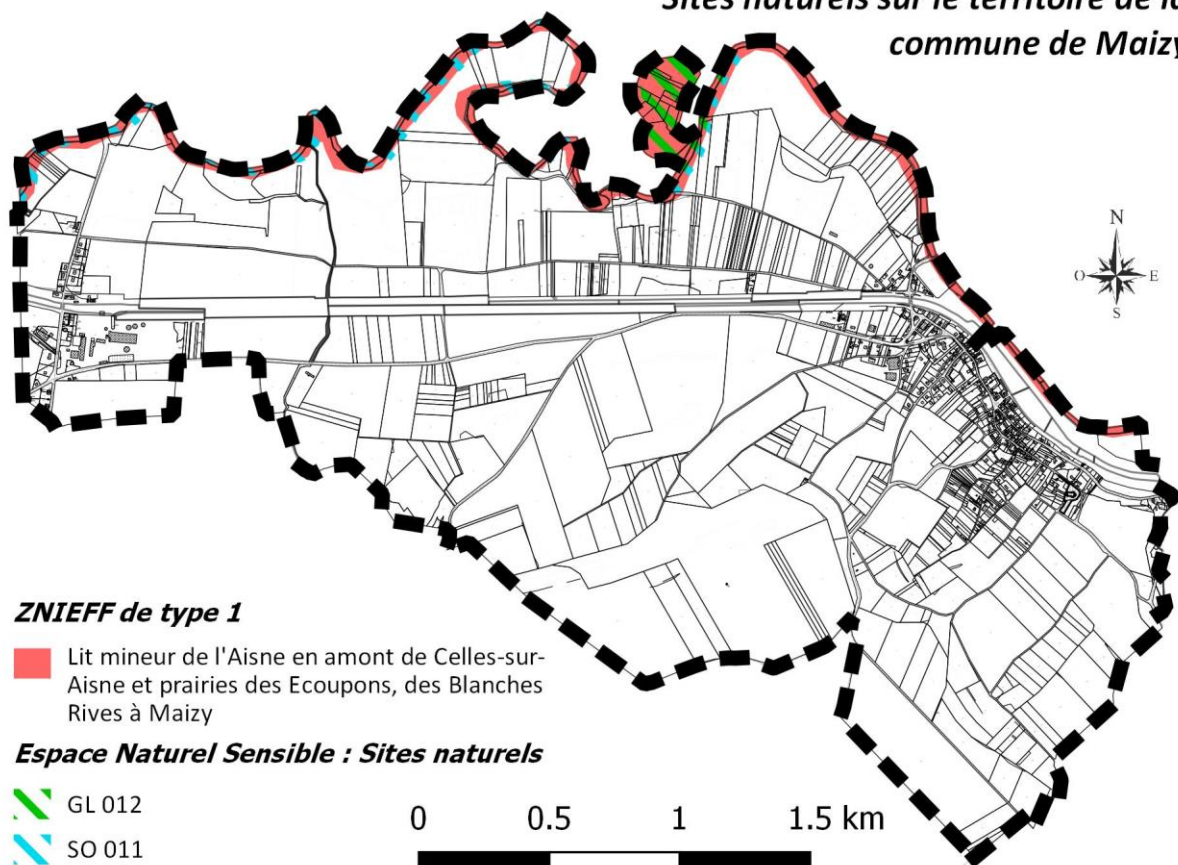 Sites naturels sur le territoire de la
commune de Maizy
N
O
E
S
ZNIEFF de type 1
Lit mineur de l'Aisne en amont de Celles-sur-
Aisne et prairies des Ecoupons, des Blanches
Rives à Maizy
Espace Naturel Sensible : Sites naturels
GL 012
SO 011
0 0.5 1 1.5 km